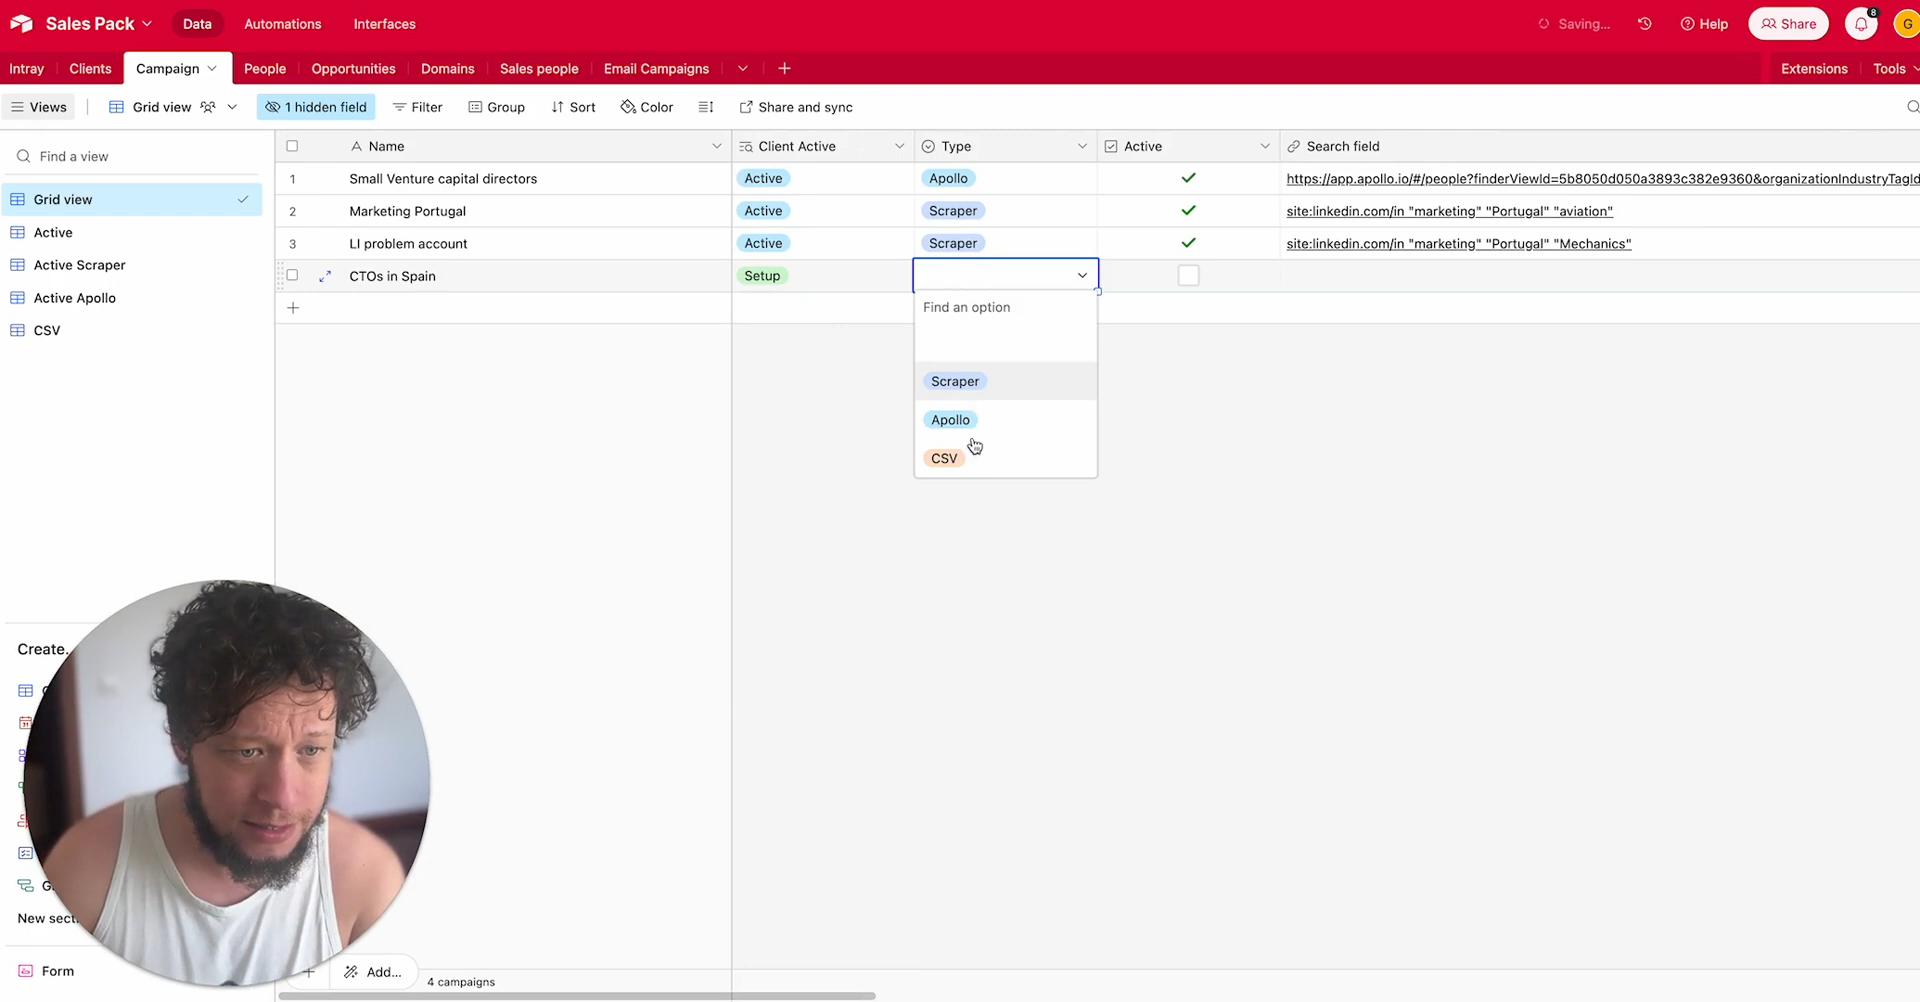 Sales Pack
Data
Automations
Interfaces
Saving...
Help
Share
8
G
Intray
Clients
Campaign
People
Opportunities
Domains
Sales people
Email Campaigns
Extensions
Tools
Views
Grid view
1 hidden field
Filter
Group
Sort
Color
Share and sync
Find a view
Grid view
Active
Active Scraper
Active Apollo
CSV
Name
Client Active
Type
Active
Search field
1
Small Venture capital directors
Active
Apollo
https://app.apollo.io/#/people?finderViewId=5b8050d050a3893c382e9360&organizationIndustryTagId
2
Marketing Portugal
Active
Scraper
site:linkedin.com/in "marketing" "Portugal" "aviation"
3
LI problem account
Active
Scraper
site:linkedin.com/in "marketing" "Portugal" "Mechanics"
CTOs in Spain
Setup
Find an option
Scraper
Apollo
CSV
Create...
New sect
Form
Add...
4 campaigns